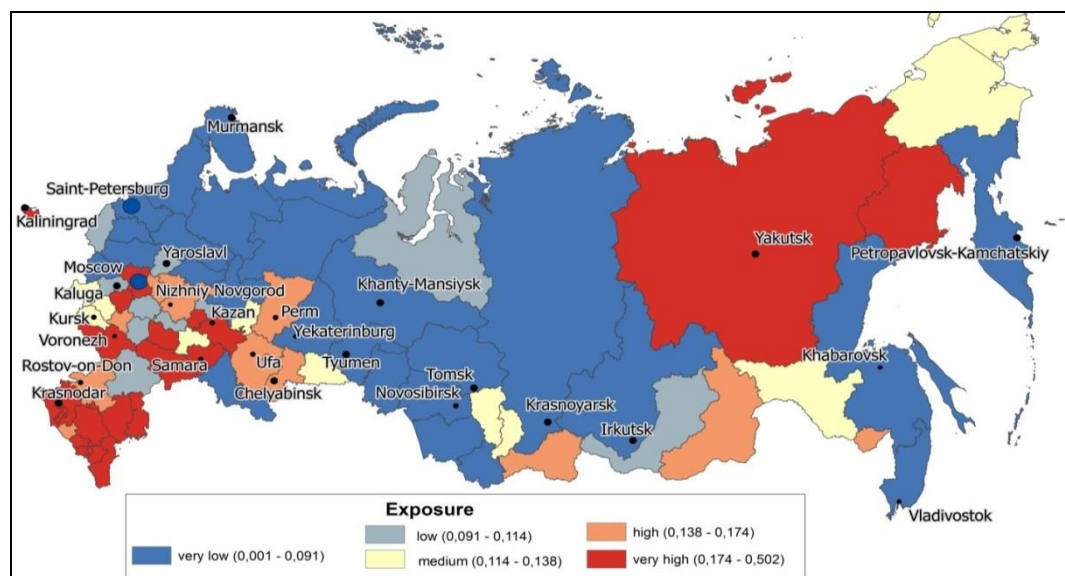 Murmansk
Saint-Petersburg
Kaliningrad
Yaroslavl
Moscow
Kaluga
Nizhniy Novgorod
Kursk
Kazan
Perm
Khanty-Mansiysk
Yakutsk
Petropavlovsk-Kamchatskiy
Voronezh
Yekaterinburg
Rostov-on-Don
Samara
Ufa
Tyumen
Khabarovsk
Krasnodar
Chelyabinsk
Tomsk
Novosibirsk
Krasnoyarsk
Irkutsk
Vladivostok
Exposure
very low (0,001 - 0,091)
low (0,091 - 0,114)
medium (0,114 - 0,138)
high (0,138 - 0,174)
very high (0,174 - 0,502)